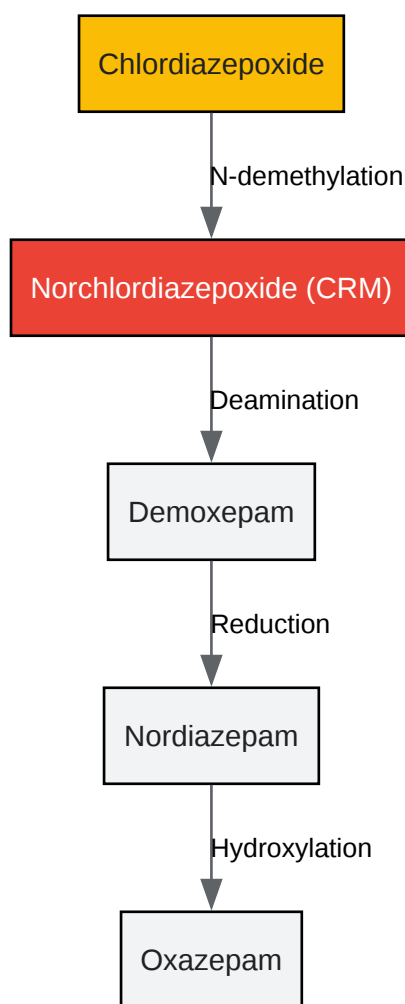 Chlordiazepoxide
N-demethylation
Norchlordiazepoxide (CRM)
Deamination
Demoxepam
Reduction
Nordiazepam
Hydroxylation
Oxazepam